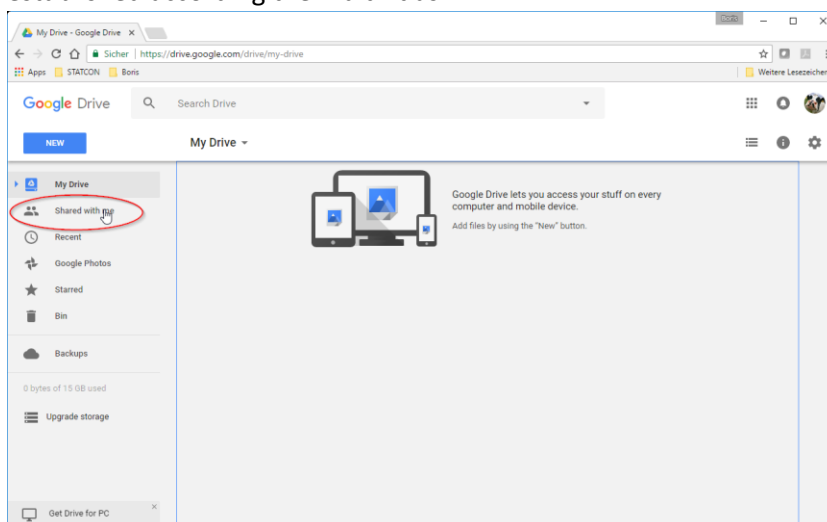 My Drive - Google Drive
Boris
Sicher | https://drive.google.com/drive/my-drive
Apps STATCON Boris Weitere Lesezeichen
Google Drive Search Drive
NEW My Drive
My Drive
Google Drive lets you access your stuff on every
computer and mobile device.
Add files by using the "New" button.
Shared with me
Recent
Google Photos
Starred
Bin
Backups
0 bytes of 15 GB used
Upgrade storage
Get Drive for PC